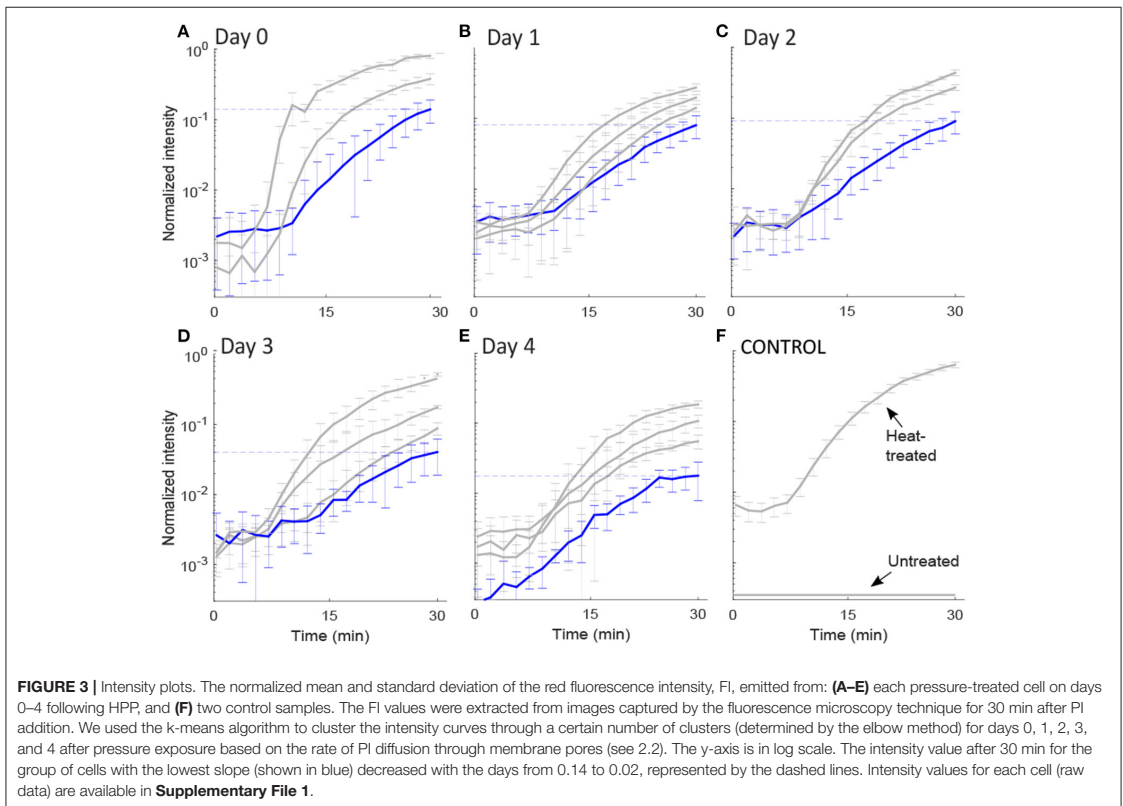 A Day 0
B Day 1
C Day 2
10⁰
10⁻¹
10⁻²
10⁻³
Normalized intensity
0 15 30
0 15 30
0 15 30
D Day 3
E Day 4
F CONTROL
10⁰
10⁻¹
10⁻²
10⁻³
Normalized intensity
Heat-
treated
Untreated
0 15 30
0 15 30
0 15 30
Time (min)
Time (min)
Time (min)
FIGURE 3 | Intensity plots. The normalized mean and standard deviation of the red fluorescence intensity, FI, emitted from: (A–E) each pressure-treated cell on days
0–4 following HPP, and (F) two control samples. The FI values were extracted from images captured by the fluorescence microscopy technique for 30 min after PI
addition. We used the k-means algorithm to cluster the intensity curves through a certain number of clusters (determined by the elbow method) for days 0, 1, 2, 3,
and 4 after pressure exposure based on the rate of PI diffusion through membrane pores (see 2.2). The y-axis is in log scale. The intensity value after 30 min for the
group of cells with the lowest slope (shown in blue) decreased with the days from 0.14 to 0.02, represented by the dashed lines. Intensity values for each cell (raw
data) are available in Supplementary File 1.